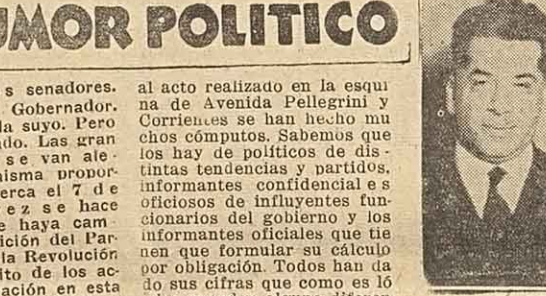 UMOR POLITICO
s senadores.
Gobernador.
la suyo. Pero
do. Las gran
se van ale-
isma propor-
erca el 7 de
ez se hace
e haya cam
ición del Par-
la Revolución
ito de los ac-
ación en esta
al acto realizado en la esqui
na de Avenida Pellegrini y
Corrientes se han hecho mu
chos cómputos. Sabemos que
los hay de políticos de dis-
tintas tendencias y partidos,
informantes confidencial e s
oficiosos de influyentes fun-
cionarios del gobierno y los
informantes oficiales que tie
nen que formular su cálculo
por obligación. Todos han da
do sus cifras que como es ló